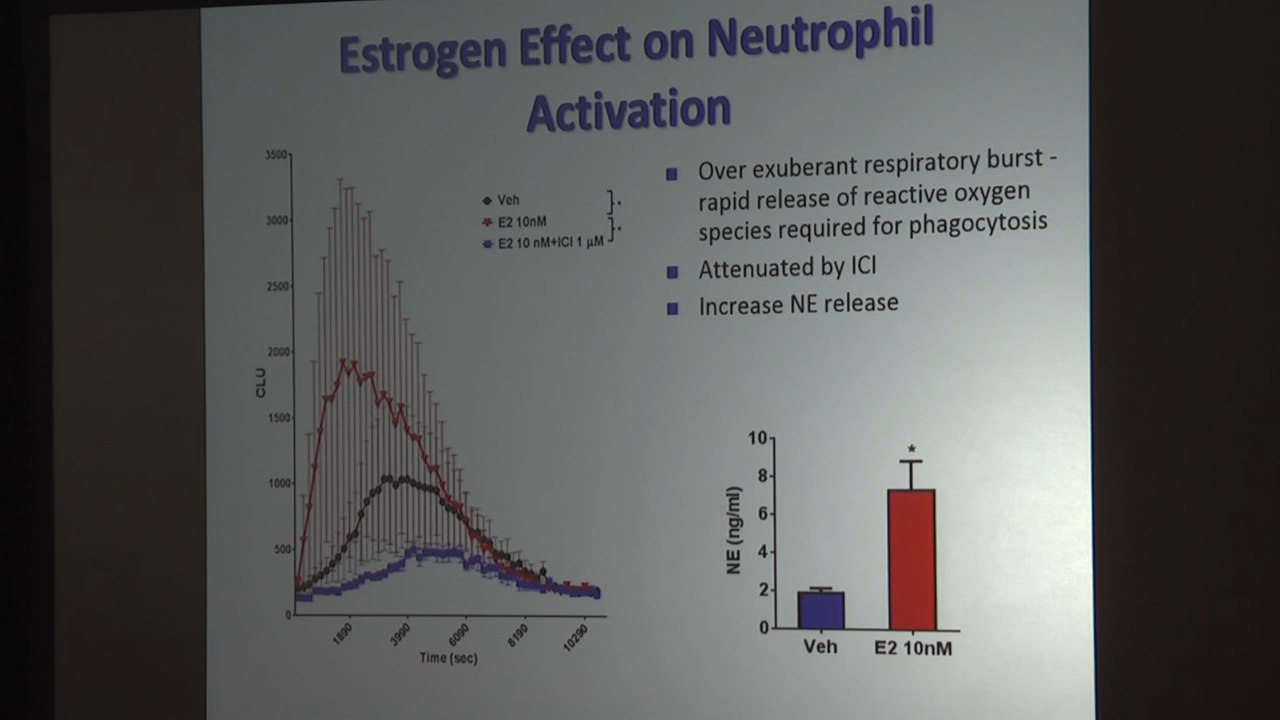 Estrogen Effect on Neutrophil
Activation
3500
3000
2500
2000
1500
1000
500
0
CLU
1890
3990
6090
8190
10290
Time (sec)
Veh
E2 10nM
E2 10 nM+ICI 1 µM
*
*
Over exuberant respiratory burst -
rapid release of reactive oxygen
species required for phagocytosis
Attenuated by ICI
Increase NE release
10
8
6
4
2
0
NE (ng/ml)
*
Veh
E2 10nM